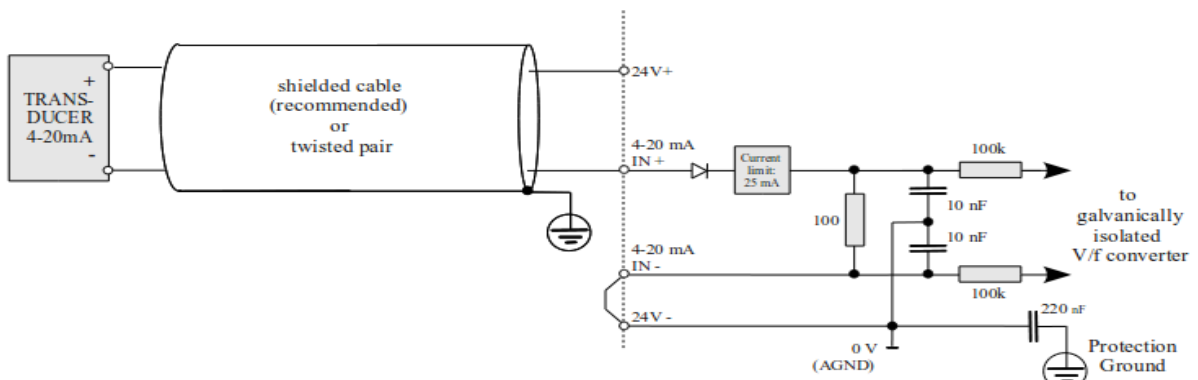 +
TRANS-
DUCER
4-20mA
-
shielded cable
(recommended)
or
twisted pair
24V+
4-20 mA
IN +
Current
limit:
25 mA
100k
100
10 nF
10 nF
to
galvanically
isolated
V/f converter
4-20 mA
IN -
100k
24V -
220 nF
0 V
(AGND)
Protection
Ground